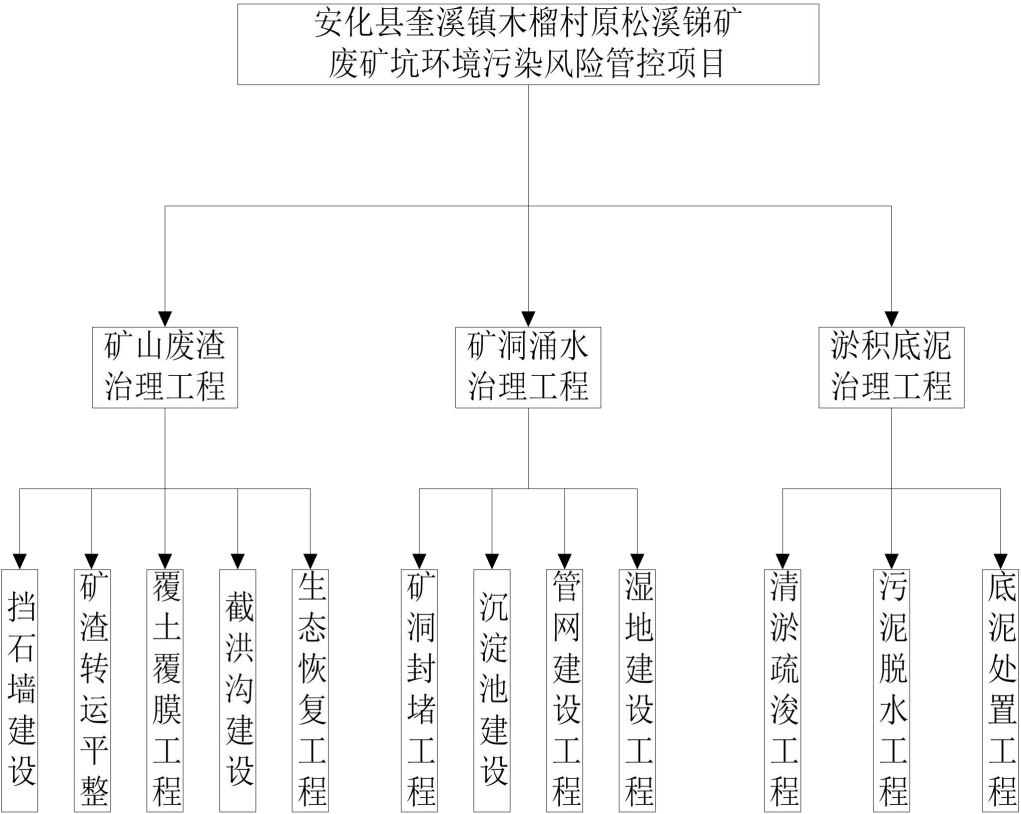 安化县奎溪镇木榴村原松溪锑矿
废矿坑环境污染风险管控项目
矿山废渣
治理工程
矿洞涌水
治理工程
淤积底泥
治理工程
挡石墙建设
矿渣转运平整
覆土覆膜工程
截洪沟建设
生态恢复工程
矿洞封堵工程
沉淀池建设
管网建设工程
湿地建设工程
清淤疏浚工程
污泥脱水工程
底泥处置工程